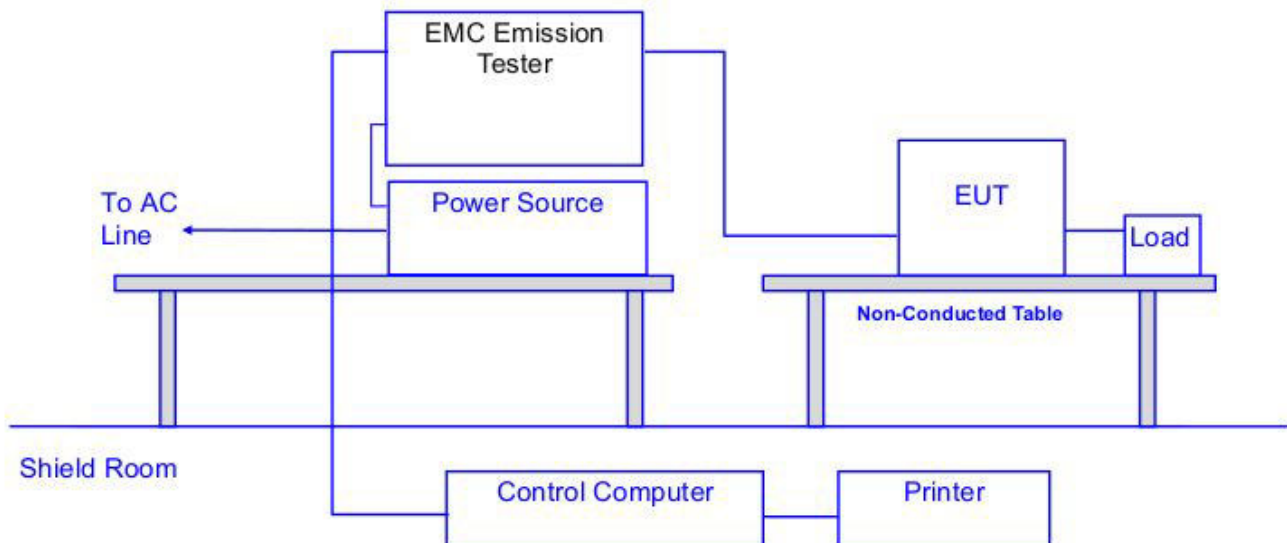 EMC Emission
Tester
To AC
Line
Power Source
EUT
Load
Non-Conducted Table
Shield Room
Control Computer
Printer